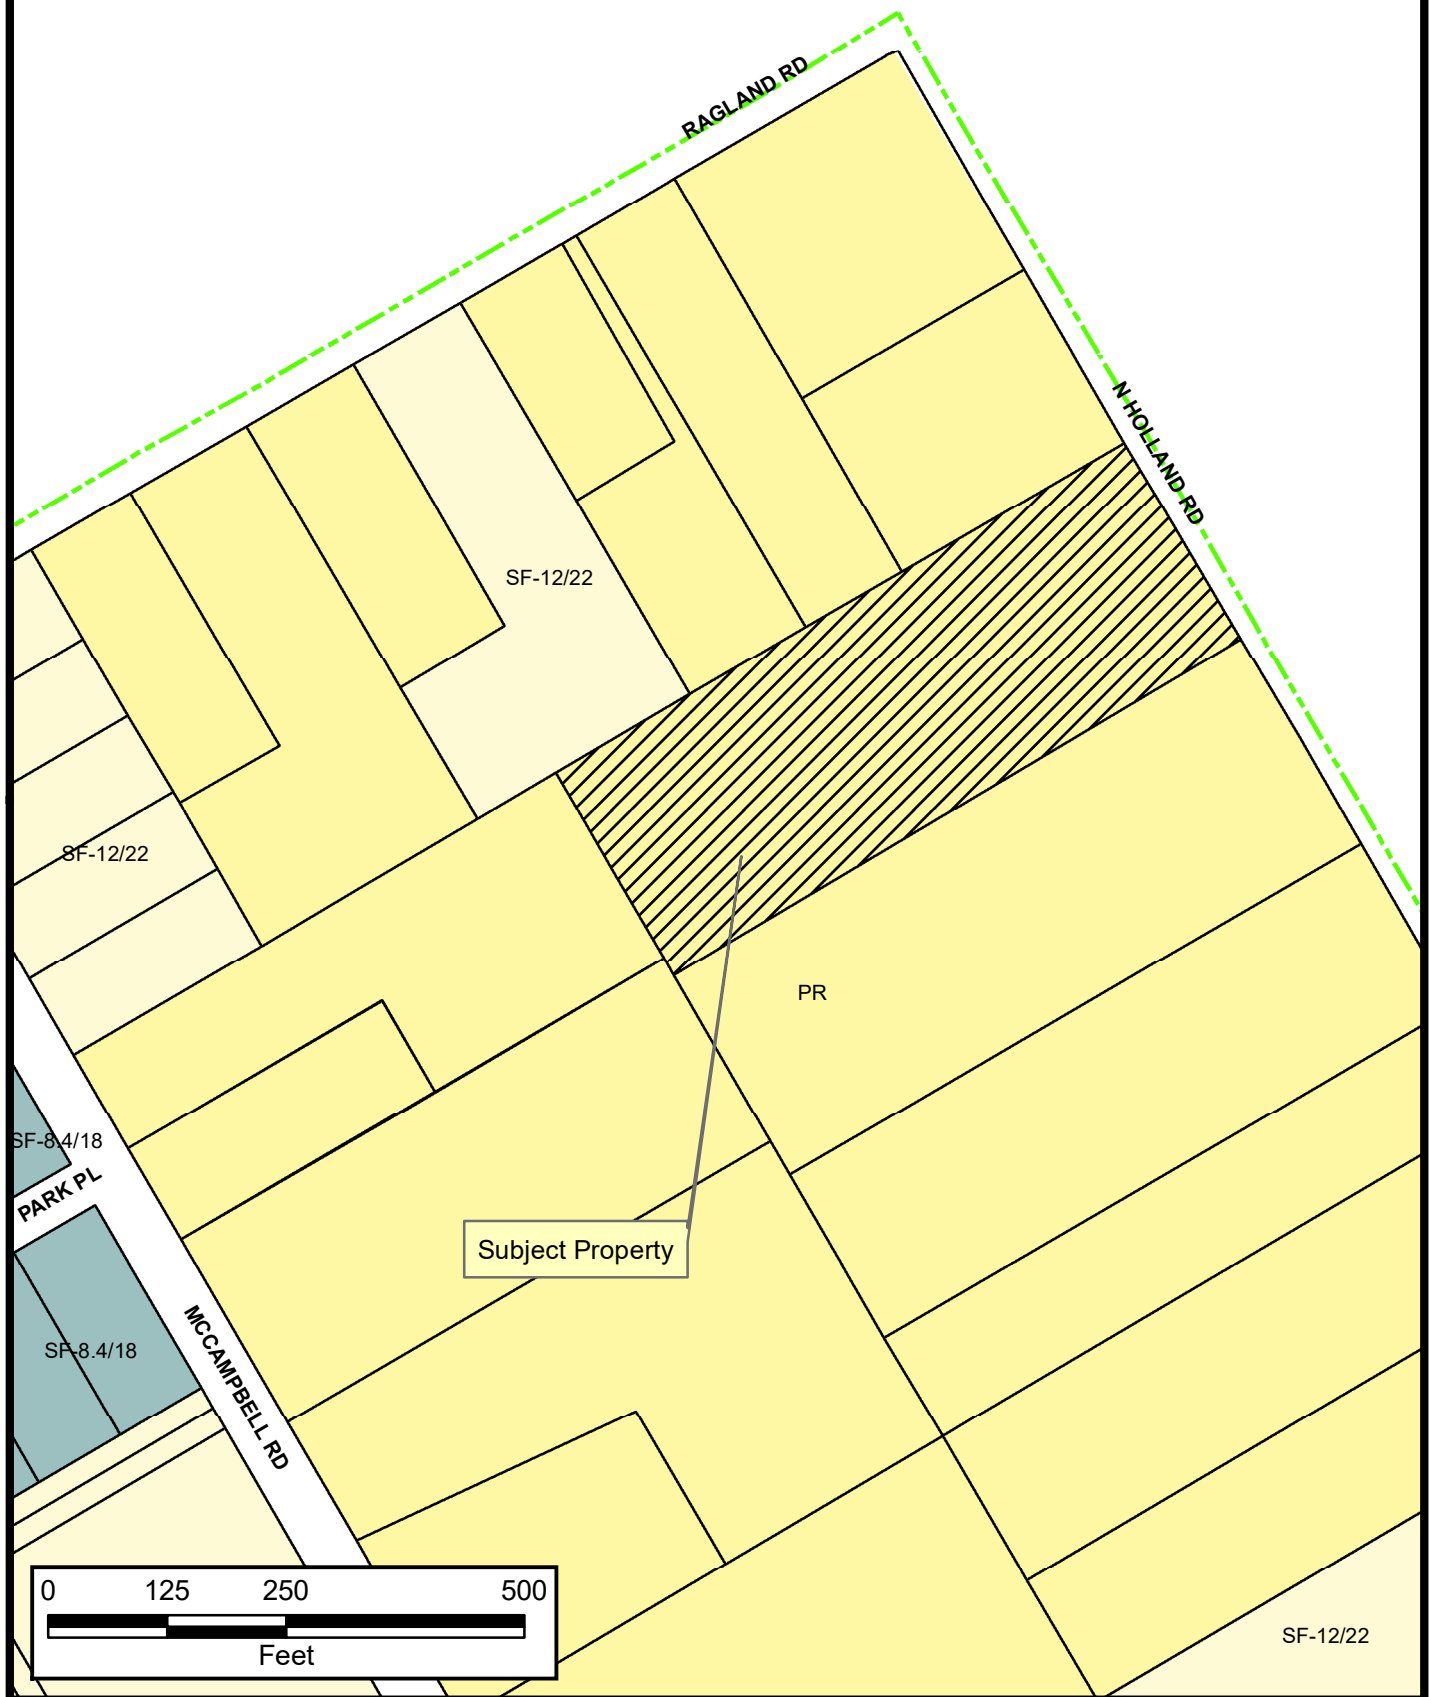 RAGLAND RD
N HOLLAND RD
SF-12/22
SF-12/22
PR
SF-8.4/18
PARK PL
Subject Property
SF-8.4/18
MCCAMPBELL RD
0 125 250 500
Feet
SF-12/22